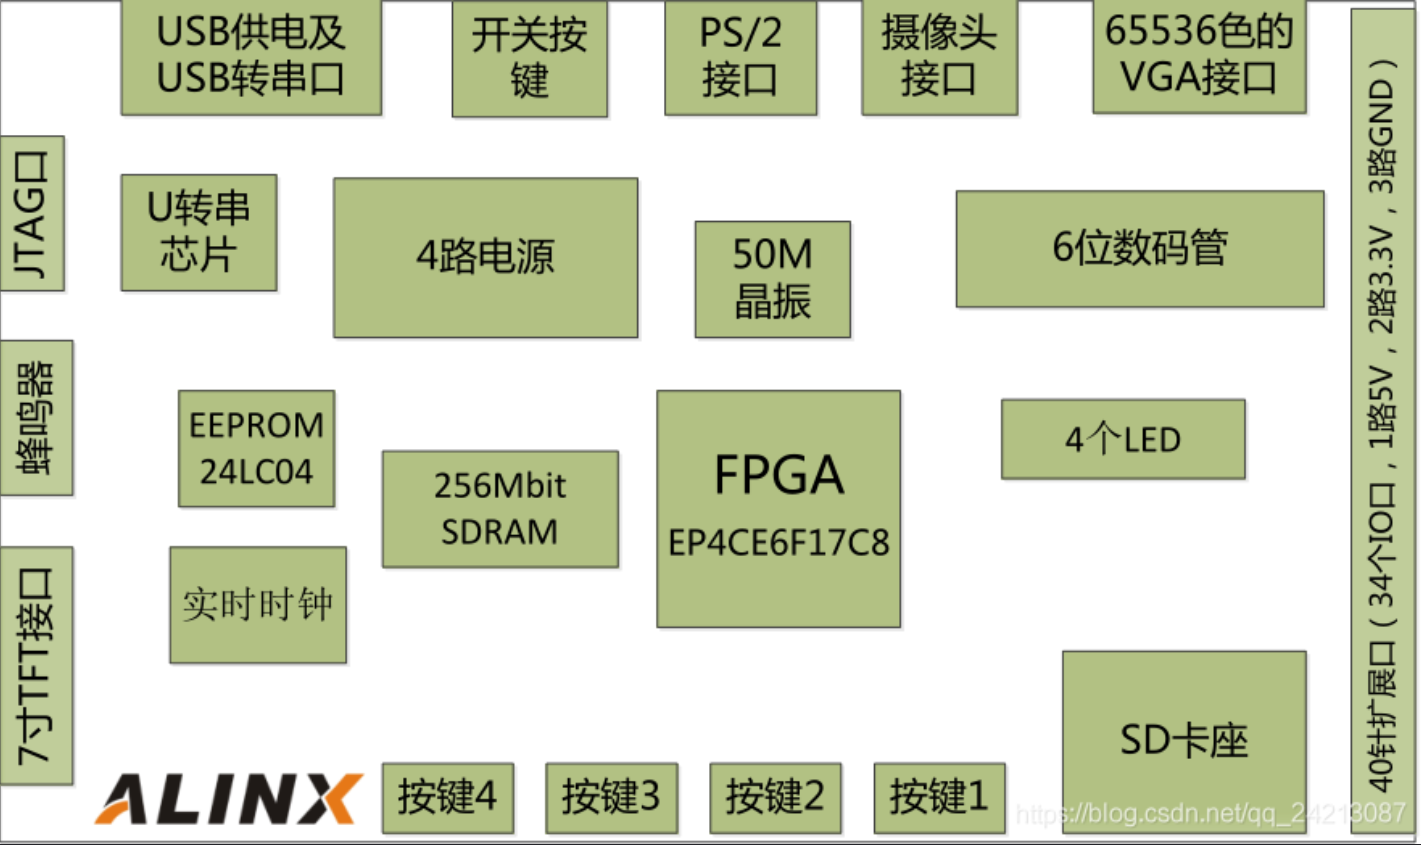 USB供电及
USB转串口
开关按
键
PS/2
接口
摄像头
接口
65536色的
VGA接口
JTAG口
U转串
芯片
4路电源
50M
晶振
6位数码管
40针扩展口（34个IO口，1路5V，2路3.3V，3路GND）
蜂鸣器
EEPROM
24LC04
256Mbit
SDRAM
FPGA
EP4CE6F17C8
4个LED
7寸TFT接口
实时时钟
SD卡座
ALINX
按键4
按键3
按键2
按键1
https://blog.csdn.net/qq_24213087